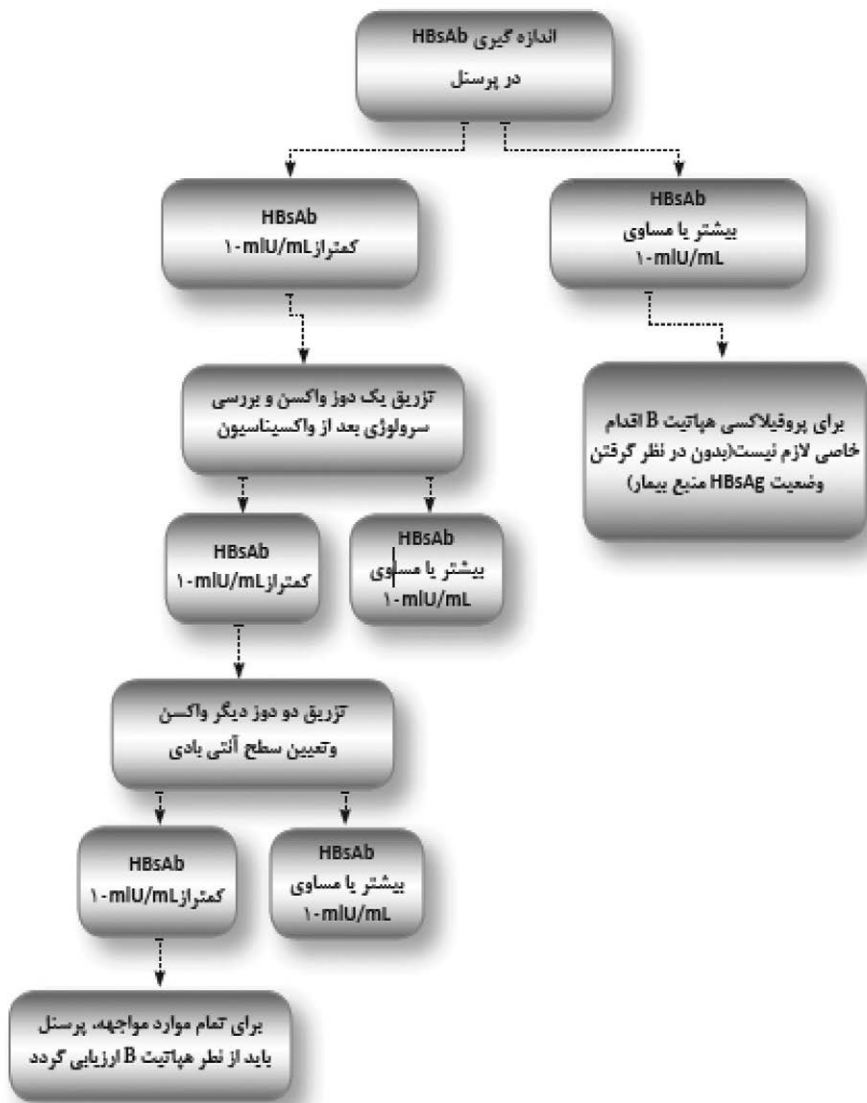 اندازه گیری HBsAb
در پرسنل
HBsAb
بیشتر یا مساوی
۱۰mIU/mL
HBsAb
کمتراز ۱۰mIU/mL
برای پروفیلاکسی هپاتیت B اقدام
خاصی لازم نیست(بدون در نظر گرفتن
وضعیت HBsAg منبع بیمار)
تزریق یک دوز واکسن و بررسی
سرولوژی بعد از واکسیناسیون
HBsAb
بیشتر یا مساوی
۱۰mIU/mL
HBsAb
کمتراز ۱۰mIU/mL
تزریق دو دوز دیگر واکسن
وتعیین سطح آنتی بادی
HBsAb
بیشتر یا مساوی
۱۰mIU/mL
HBsAb
کمتراز ۱۰mIU/mL
برای تمام موارد مواجهه، پرسنل
باید از نطر هپاتیت B ارزیابی گردد